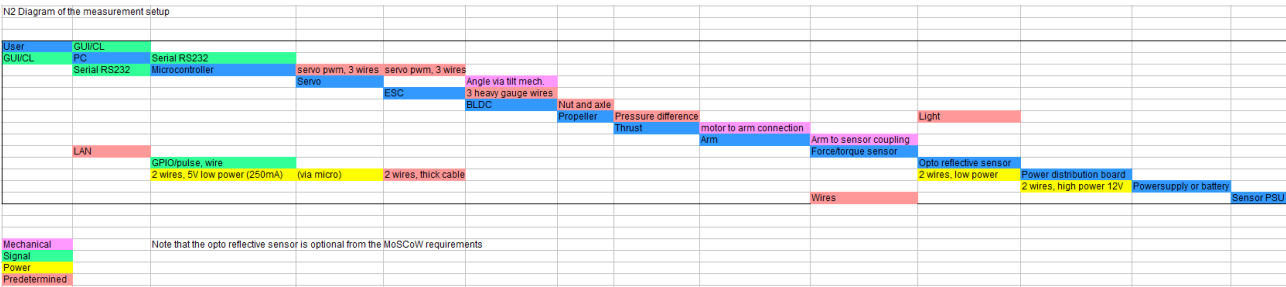 N2 Diagram of the measurement setup
User GUI/CL
GUI/CL PC Serial RS232
Serial RS232 Microcontroller servo pwm, 3 wires servo pwm, 3 wires
Servo Angle via tilt mech.
ESC 3 heavy gauge wires
BLDC Nut and axle
Propeller Pressure difference Light
Thrust motor to arm connection
Arm Arm to sensor coupling
LAN Force/torque sensor
GPIO/pulse, wire Opto reflective sensor
2 wires, 5V low power (250mA) (via micro) 2 wires, thick cable 2 wires, low power Power distribution board
2 wires, high power 12V Powersupply or battery
Wires Sensor PSU
Mechanical Note that the opto reflective sensor is optional from the MoSCoW requirements
Signal
Power
Predetermined